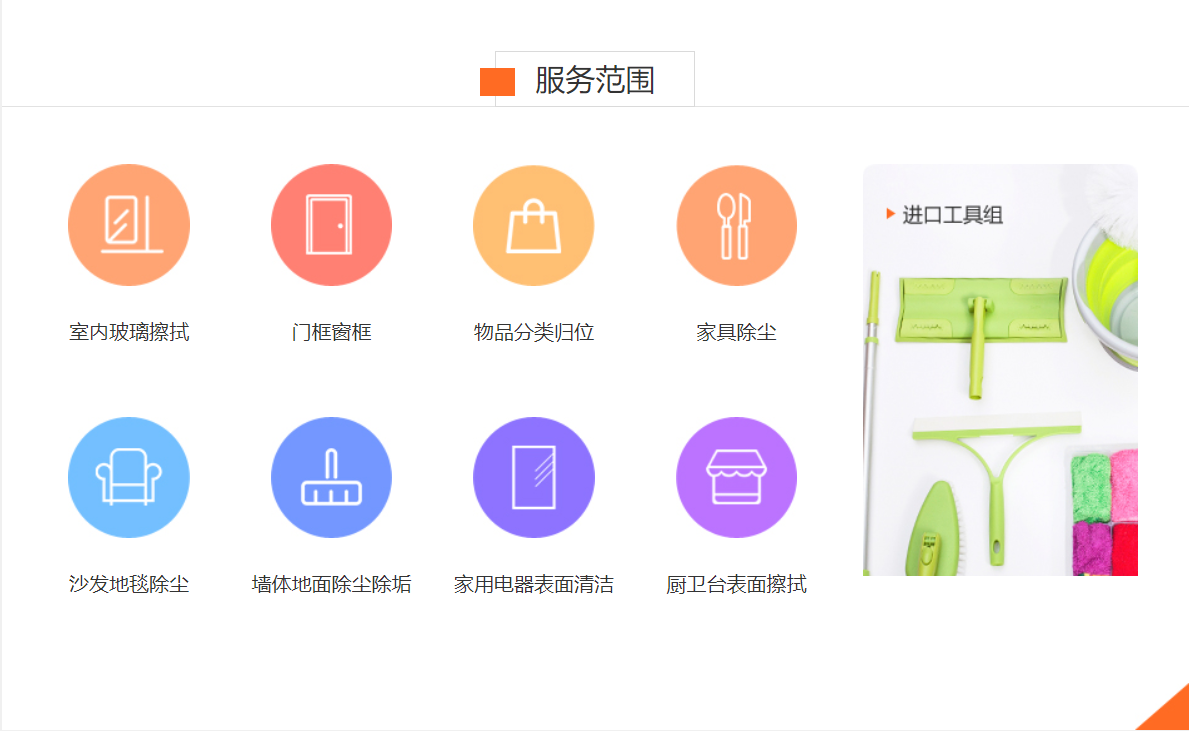 服务范围
进口工具组
室内玻璃擦拭
门框窗框
物品分类归位
家具除尘
沙发地毯除尘
墙体地面除尘除垢
家用电器表面清洁
厨卫台表面擦拭